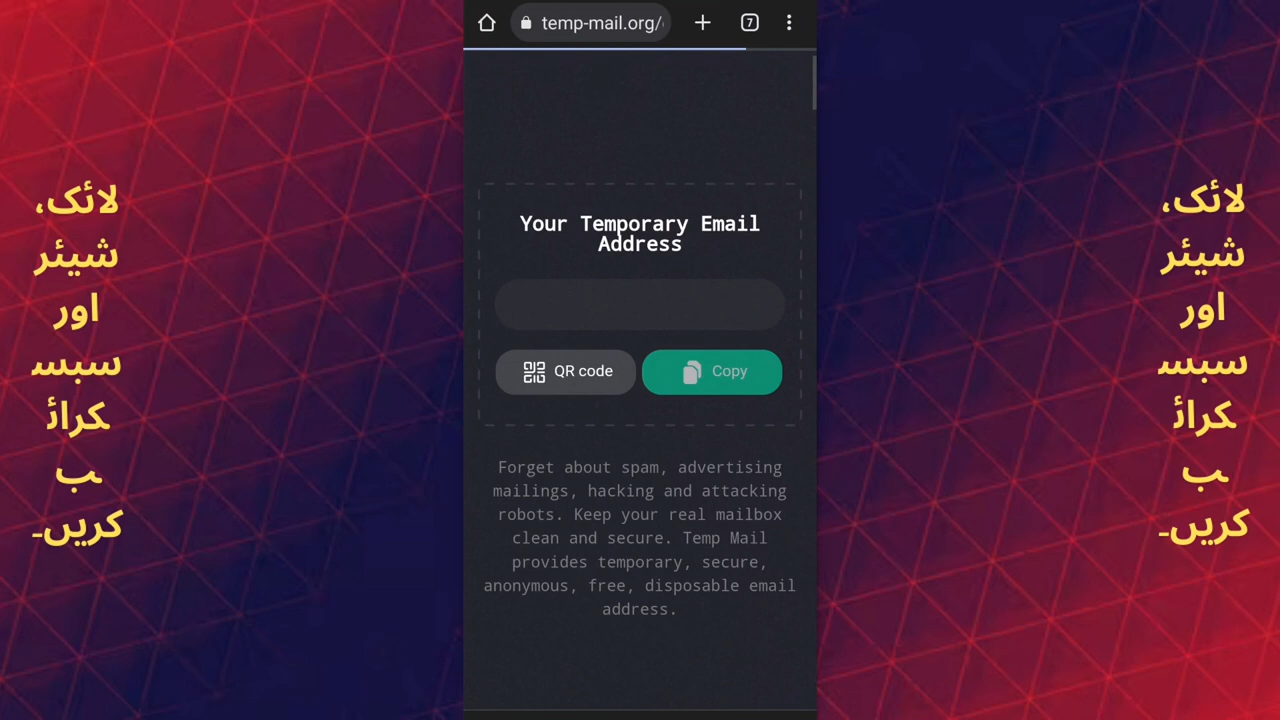 temp-mail.org/
7
لائک،
شیئر
اور
سبس
کرائ
ب
کریں۔
Your Temporary Email
Address
QR code
Copy
Forget about spam, advertising
mailings, hacking and attacking
robots. Keep your real mailbox
clean and secure. Temp Mail
provides temporary, secure,
anonymous, free, disposable email
address.
لائک،
شیئر
اور
سبس
کرائ
ب
کریں۔